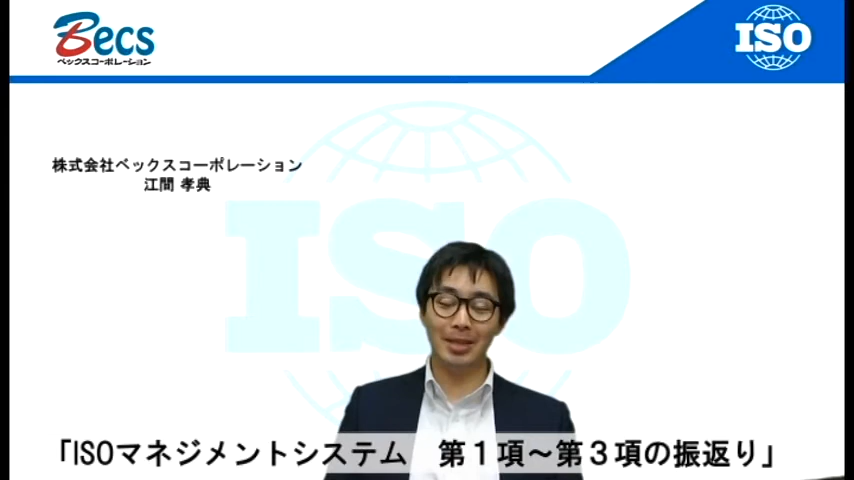 Becs
ベックスコーポレーション
ISO
株式会社ベックスコーポレーション
江間 孝典
ISO
「ISOマネジメントシステム 第１項～第３項の振返り」